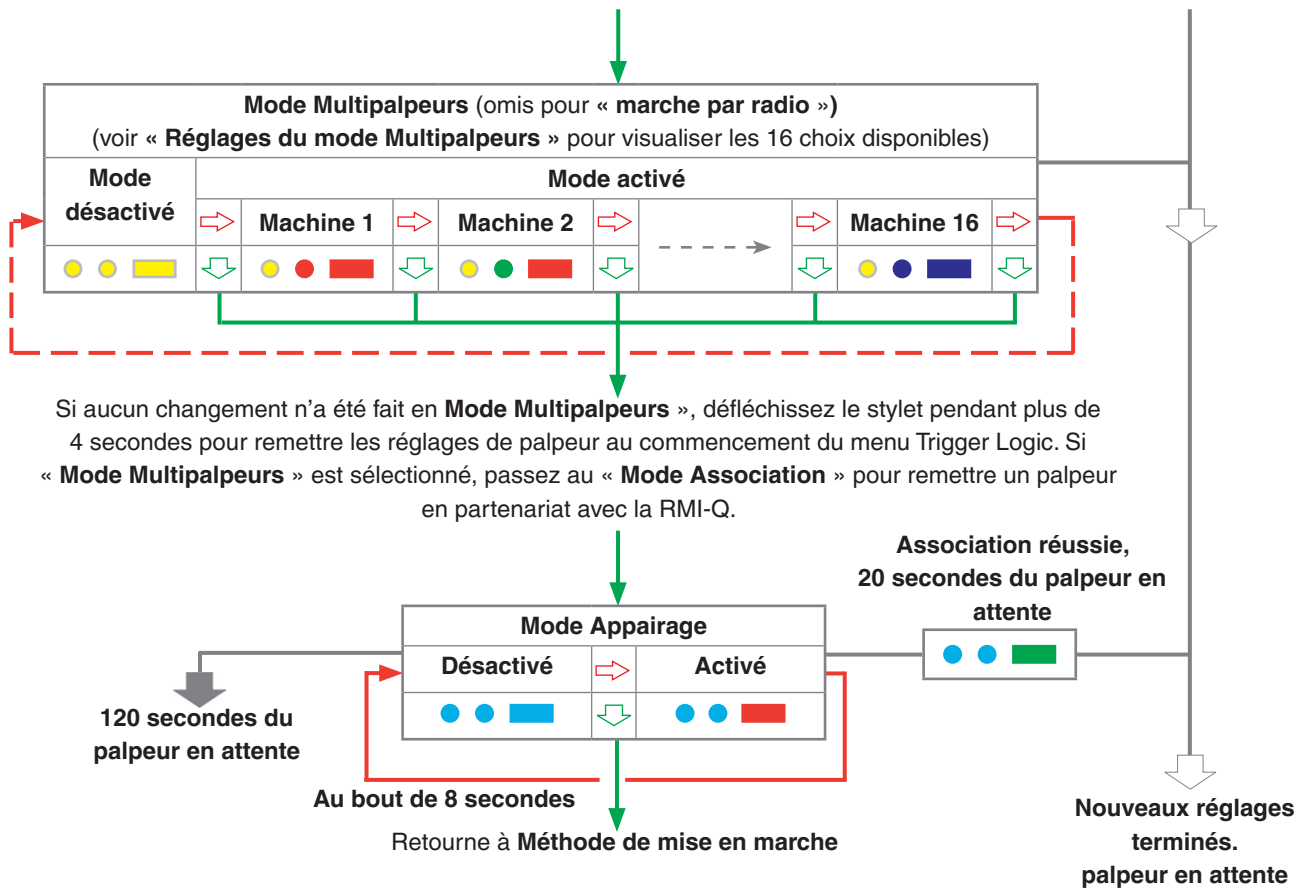 Mode Multipalpeurs (omis pour « marche par radio »)
(voir « Réglages du mode Multipalpeurs » pour visualiser les 16 choix disponibles)
Mode
désactivé
Mode activé
Machine 1
Machine 2
Machine 16
Si aucun changement n’a été fait en Mode Multipalpeurs », défléchissez le stylet pendant plus de
4 secondes pour remettre les réglages de palpeur au commencement du menu Trigger Logic. Si
« Mode Multipalpeurs » est sélectionné, passez au « Mode Association » pour remettre un palpeur
en partenariat avec la RMI-Q.
Association réussie,
20 secondes du palpeur en
attente
Mode Appairage
Désactivé
Activé
120 secondes du
palpeur en attente
Au bout de 8 secondes
Retourne à Méthode de mise en marche
Nouveaux réglages
terminés.
palpeur en attente